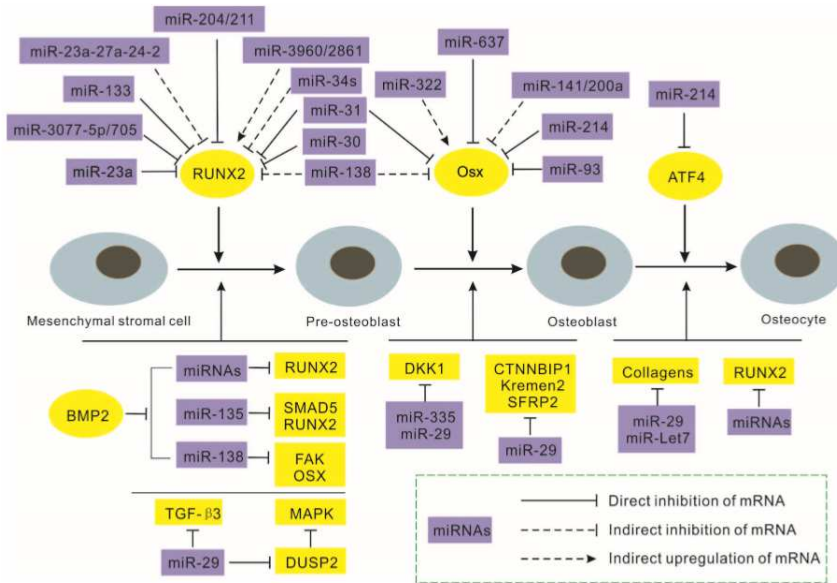 miR-204/211
miR-637
miR-23a-27a-24-2
miR-3960/2861
miR-34s
miR-322
miR-141/200a
miR-133
miR-31
miR-214
miR-3077-5p/705
miR-30
miR-214
miR-23a
RUNX2
miR-138
Osx
miR-93
ATF4
Mesenchymal stromal cell
Pre-osteoblast
Osteoblast
Osteocyte
miRNAs
RUNX2
DKK1
CTNNBIP1
Kremen2
SFRP2
Collagens
RUNX2
BMP2
miR-135
SMAD5
RUNX2
miR-335
miR-29
miR-29
miR-29
miR-Let7
miRNAs
miR-138
FAK
OSX
TGF-β3
MAPK
miR-29
DUSP2
miRNAs
Direct inhibition of mRNA
Indirect inhibition of mRNA
Indirect upregulation of mRNA